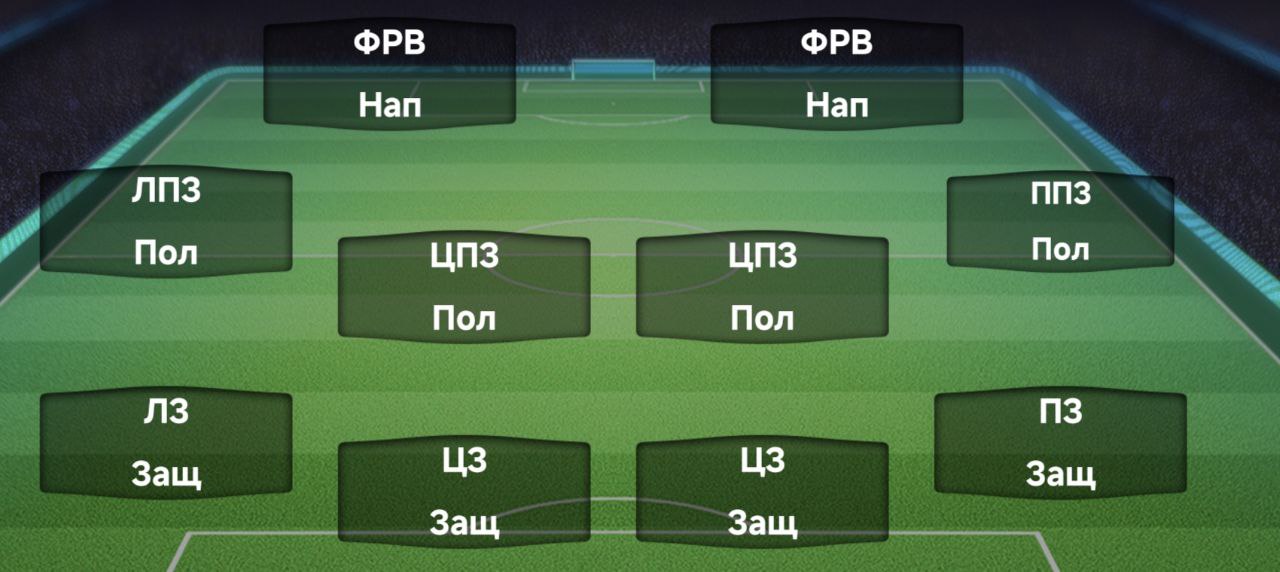 ФРВ
Нап
ФРВ
Нап
ЛПЗ
Пол
ППЗ
Пол
ЦПЗ
Пол
ЦПЗ
Пол
ЛЗ
Защ
ПЗ
Защ
ЦЗ
Защ
ЦЗ
Защ